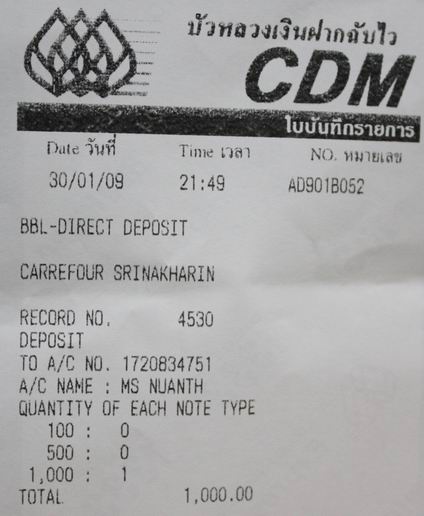 บัวหลวงเงินฝากฉับไว
CDM
ใบบันทึกรายการ
Date วันที่ Time เวลา NO. หมายเลข
30/01/09 21:49 AD901B052
BBL-DIRECT DEPOSIT
CARREFOUR SRINAKHARIN
RECORD NO. 4530
DEPOSIT
TO A/C NO. 1720834751
A/C NAME : MS NUANTH
QUANTITY OF EACH NOTE TYPE
100 : 0
500 : 0
1,000 : 1
TOTAL 1,000.00